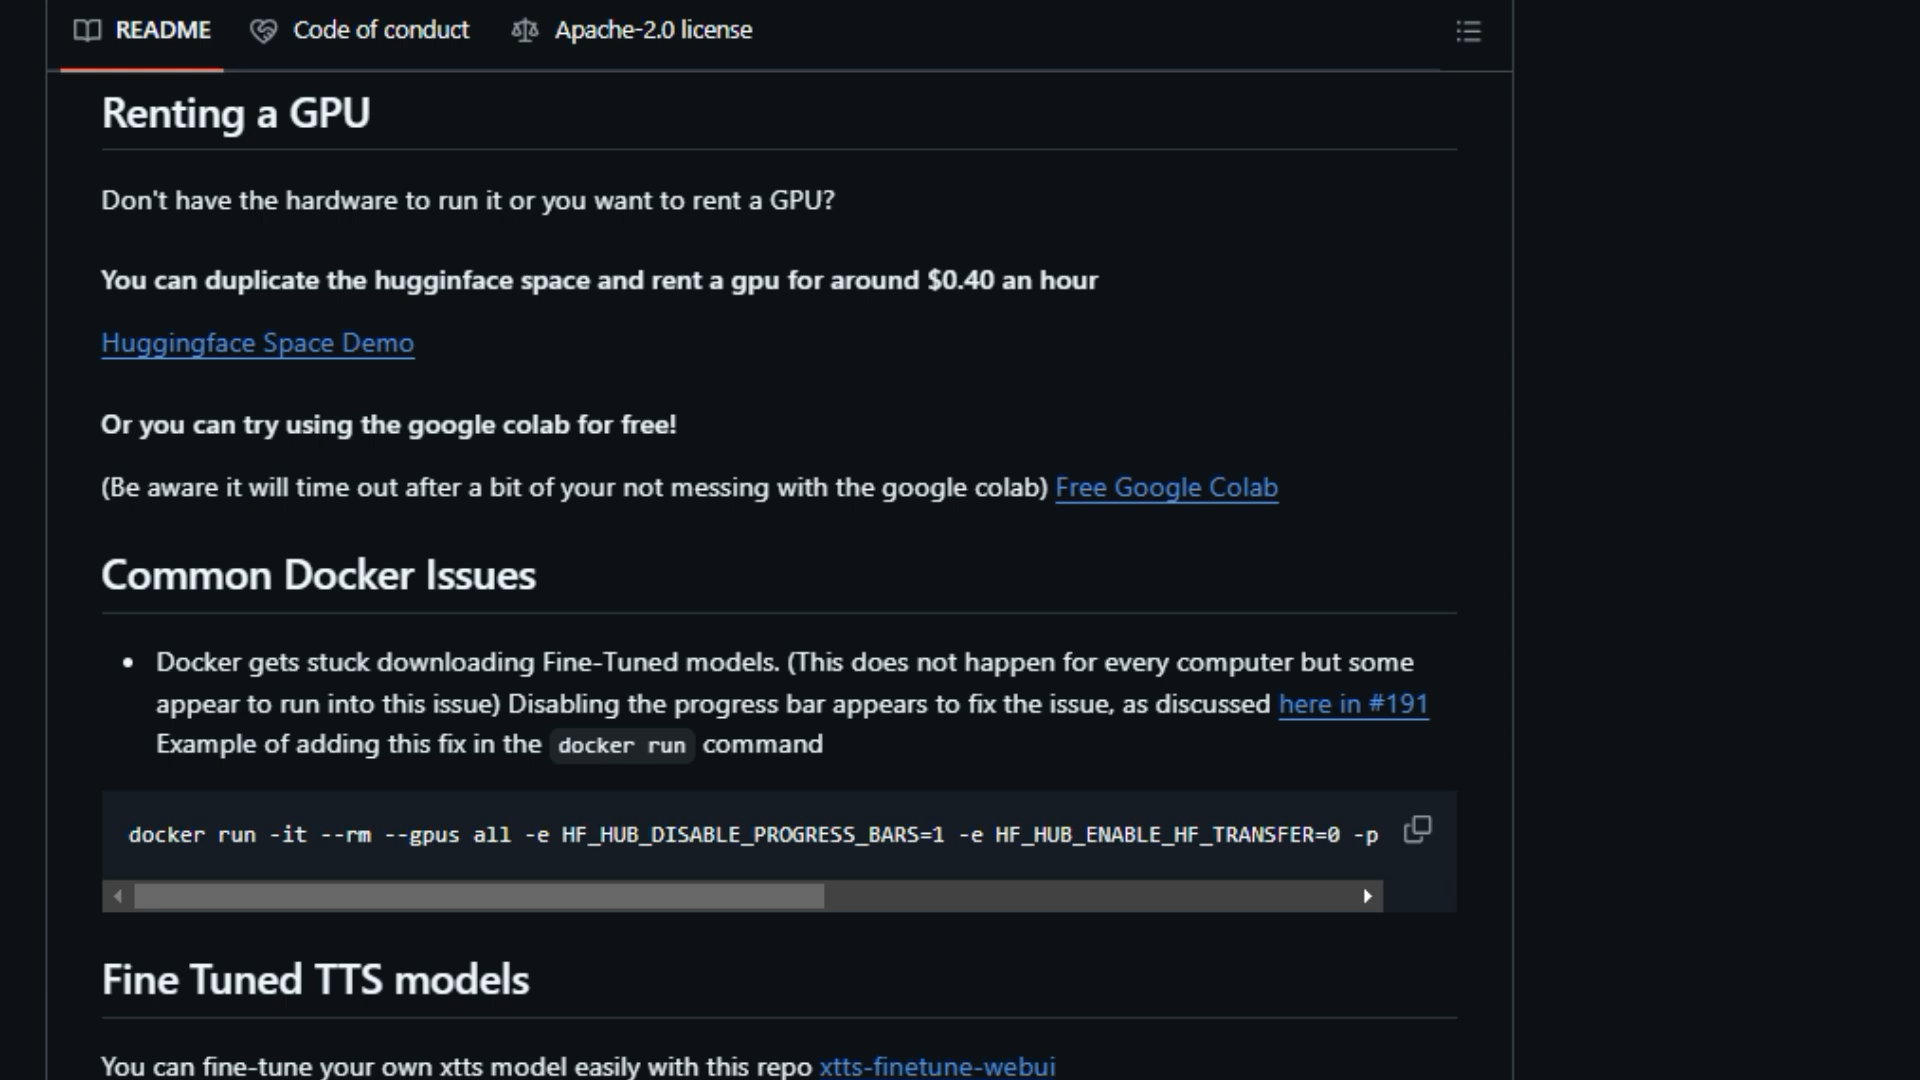 README Code of conduct Apache-2.0 license
Renting a GPU
Don't have the hardware to run it or you want to rent a GPU?
You can duplicate the hugginface space and rent a gpu for around $0.40 an hour
Huggingface Space Demo
Or you can try using the google colab for free!
(Be aware it will time out after a bit of your not messing with the google colab) Free Google Colab
Common Docker Issues
• Docker gets stuck downloading Fine-Tuned models. (This does not happen for every computer but some
appear to run into this issue) Disabling the progress bar appears to fix the issue, as discussed here in #191
Example of adding this fix in the docker run command
docker run -it --rm --gpus all -e HF_HUB_DISABLE_PROGRESS_BARS=1 -e HF_HUB_ENABLE_HF_TRANSFER=0 -p
Fine Tuned TTS models
You can fine-tune your own xtts model easily with this repo xtts-finetune-webui